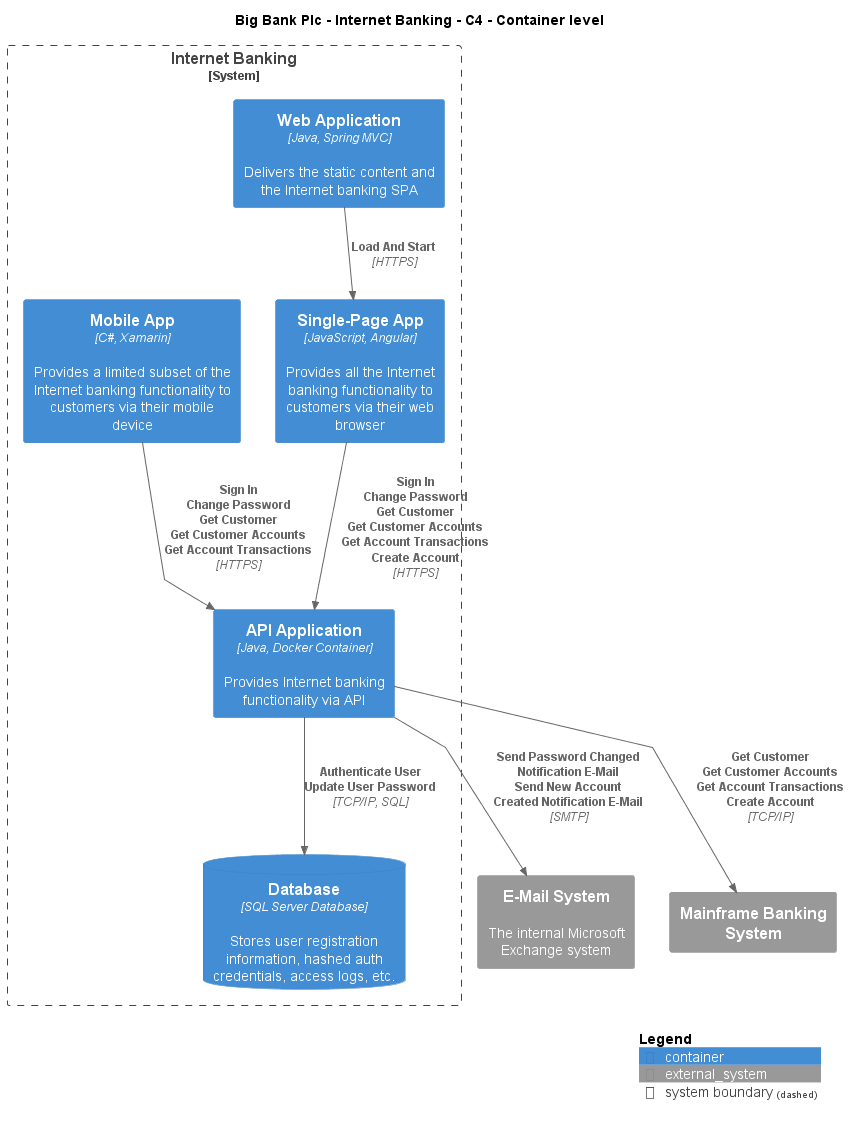 Big Bank Plc - Internet Banking - C4 - Container level
Internet Banking
[System]
Web Application
[Java, Spring MVC]
Delivers the static content and
the Internet banking SPA
Load And Start
[HTTPS]
Mobile App
[C#, Xamarin]
Provides a limited subset of the
Internet banking functionality to
customers via their mobile
device
Single-Page App
[JavaScript, Angular]
Provides all the Internet
banking functionality to
customers via their web
browser
Sign In
Change Password
Get Customer
Get Customer Accounts
Get Account Transactions
[HTTPS]
Sign In
Change Password
Get Customer
Get Customer Accounts
Get Account Transactions
Create Account
[HTTPS]
API Application
[Java, Docker Container]
Provides Internet banking
functionality via API
Authenticate User
Update User Password
[TCP/IP, SQL]
Send Password Changed
Notification E-Mail
Send New Account
Created Notification E-Mail
[SMTP]
Get Customer
Get Customer Accounts
Get Account Transactions
Create Account
[TCP/IP]
Database
[SQL Server Database]
Stores user registration
information, hashed auth
credentials, access logs, etc.
E-Mail System
The internal Microsoft
Exchange system
Mainframe Banking
System
Legend
container
external_system
system boundary (dashed)